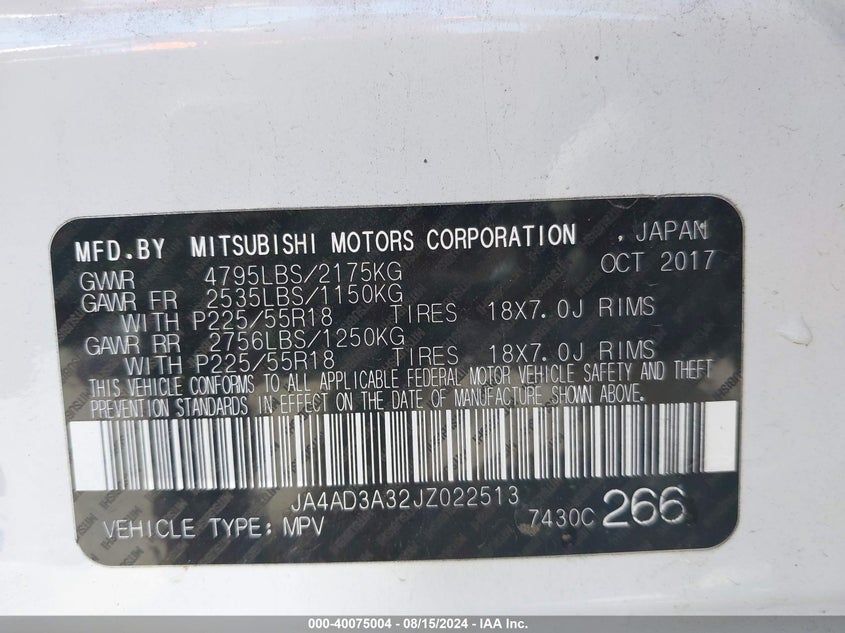 MFD.BY MITSUBISHI MOTORS CORPORATION , JAPAN
GVWR 4795LBS/2175KG OCT 2017
GAWR FR 2535LBS/1150KG
WITH P225/55R18 TIRES 18X7.0J RIMS
GAWR RR 2756LBS/1250KG
WITH P225/55R18 TIRES 18X7.0J RIMS
THIS VEHICLE CONFORMS TO ALL APPLICABLE FEDERAL MOTOR VEHICLE SAFETY AND THEFT
PREVENTION STANDARDS IN EFFECT ON THE DATE OF MANUFACTURE SHOWN ABOVE.
JA4AD3A32JZ022513
VEHICLE TYPE: MPV 7430C 266
000-40075004 - 08/15/2024 - IAA Inc.